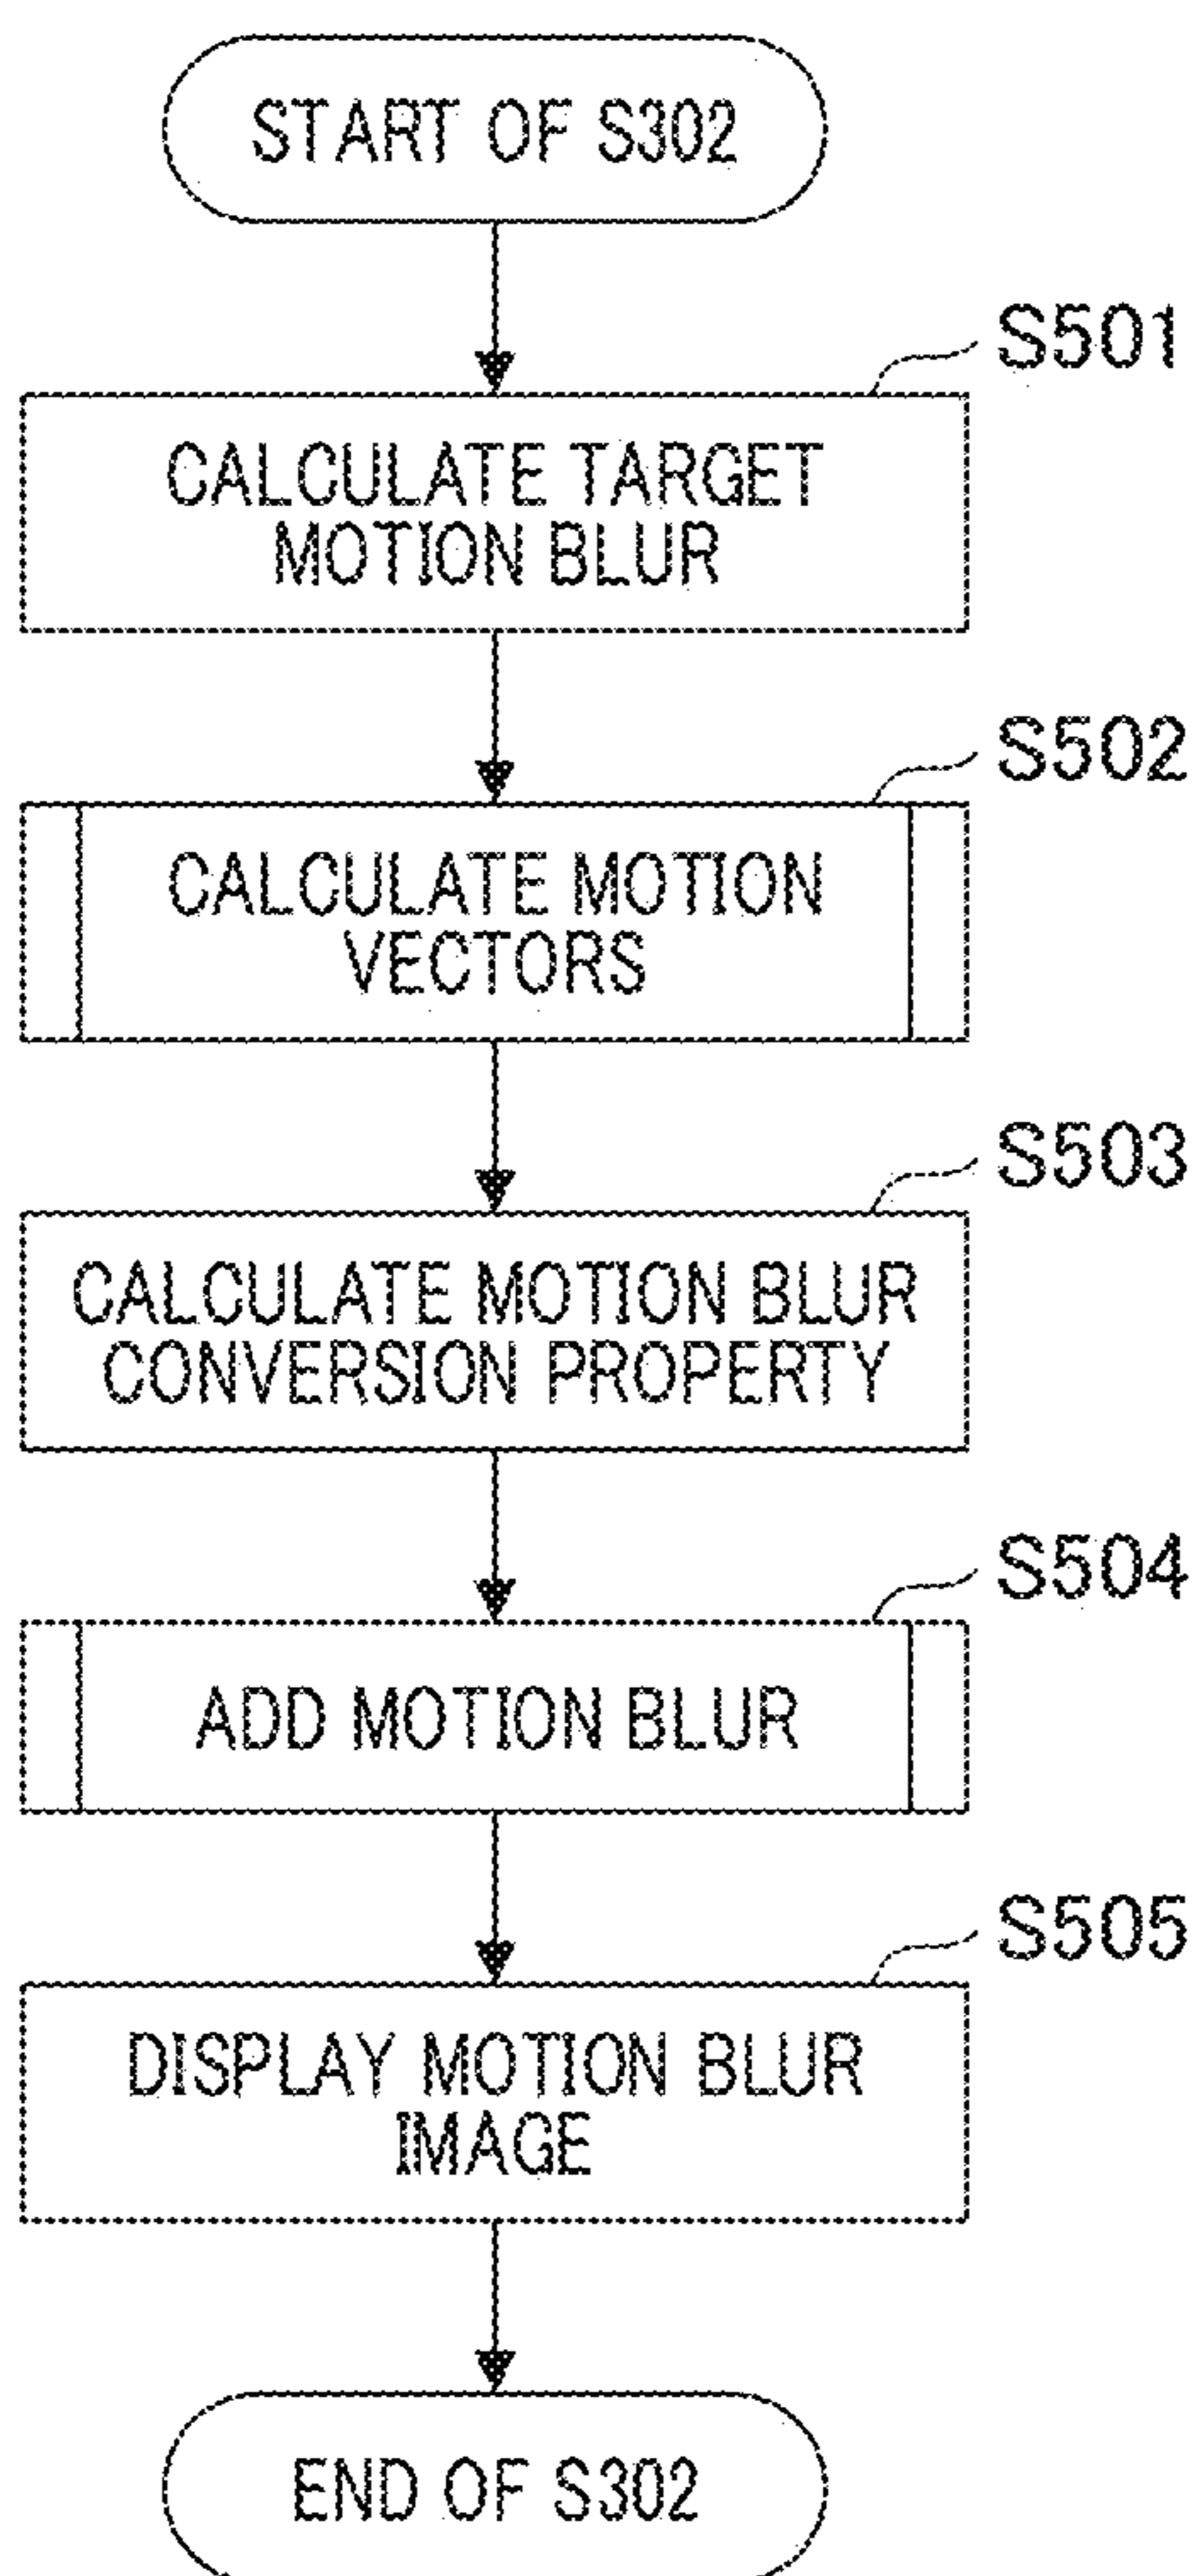 START OF S302
S501
CALCULATE TARGET
MOTION BLUR
S502
CALCULATE MOTION
VECTORS
S503
CALCULATE MOTION BLUR
CONVERSION PROPERTY
S504
ADD MOTION BLUR
S505
DISPLAY MOTION BLUR
IMAGE
END OF S302